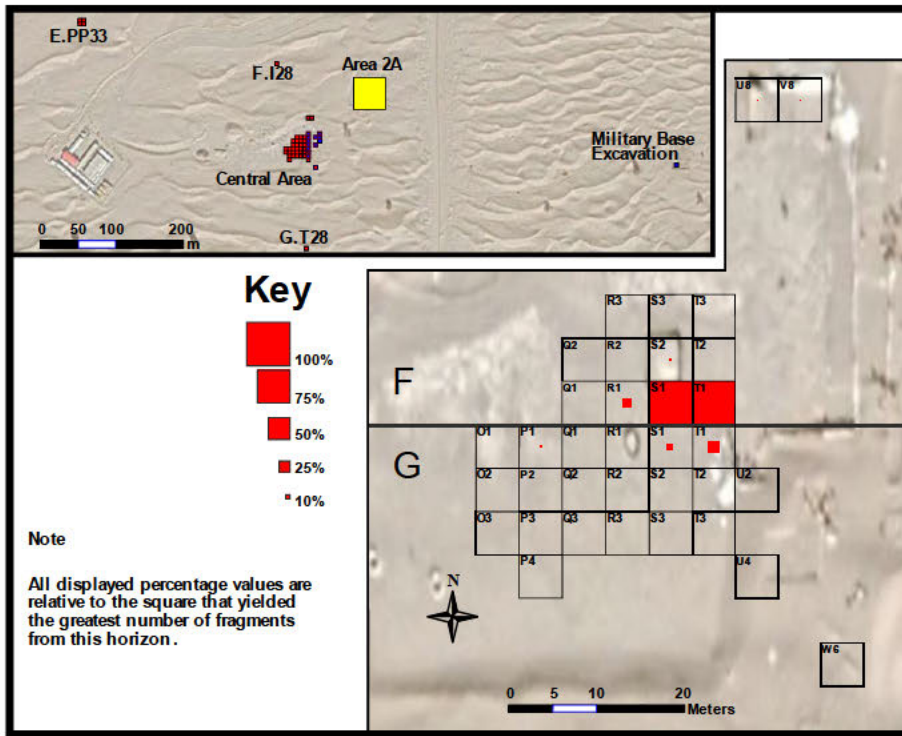 E.PP33
F.I28
Area 2A
Military Base
Excavation
Central Area
0 50 100 200
m
G.T28
U8 V8
Key
100%
75%
50%
25%
10%
R3 S3 T3
Q2 R2 S2 T2
F
Q1 R1 S1 T1
O1 P1 Q1 R1 S1 T1
G
O2 P2 Q2 R2 S2 T2 U2
O3 P3 Q3 R3 S3 T3
P4 U4
W6
Note
All displayed percentage values are
relative to the square that yielded
the greatest number of fragments
from this horizon .
N
0 5 10 20
Meters